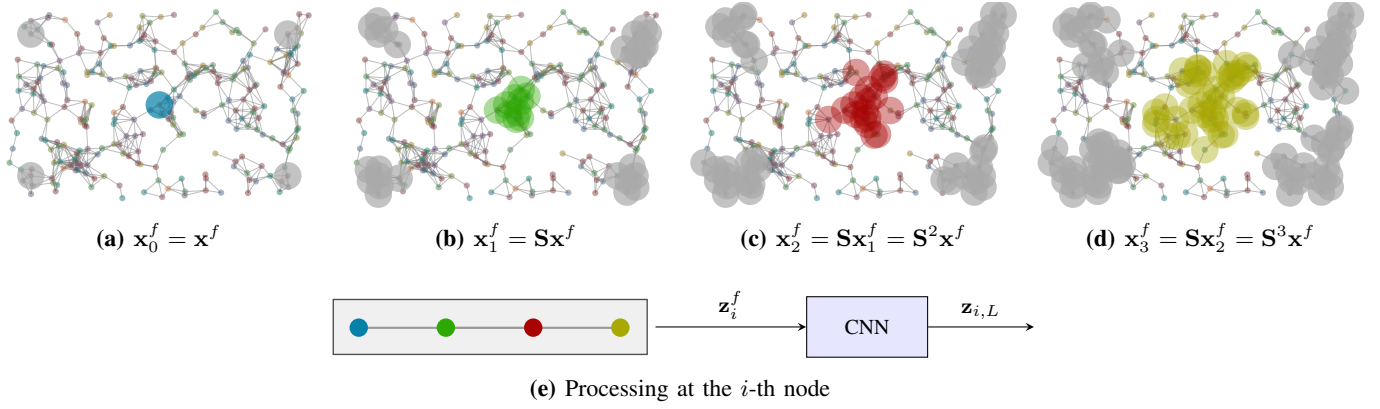 (a) x_0^f = x^f
(b) x_1^f = Sx^f
(c) x_2^f = Sx_1^f = S^2x^f
(d) x_3^f = Sx_2^f = S^3x^f
z_i^f
CNN
z_{i,L}
(e) Processing at the i-th node